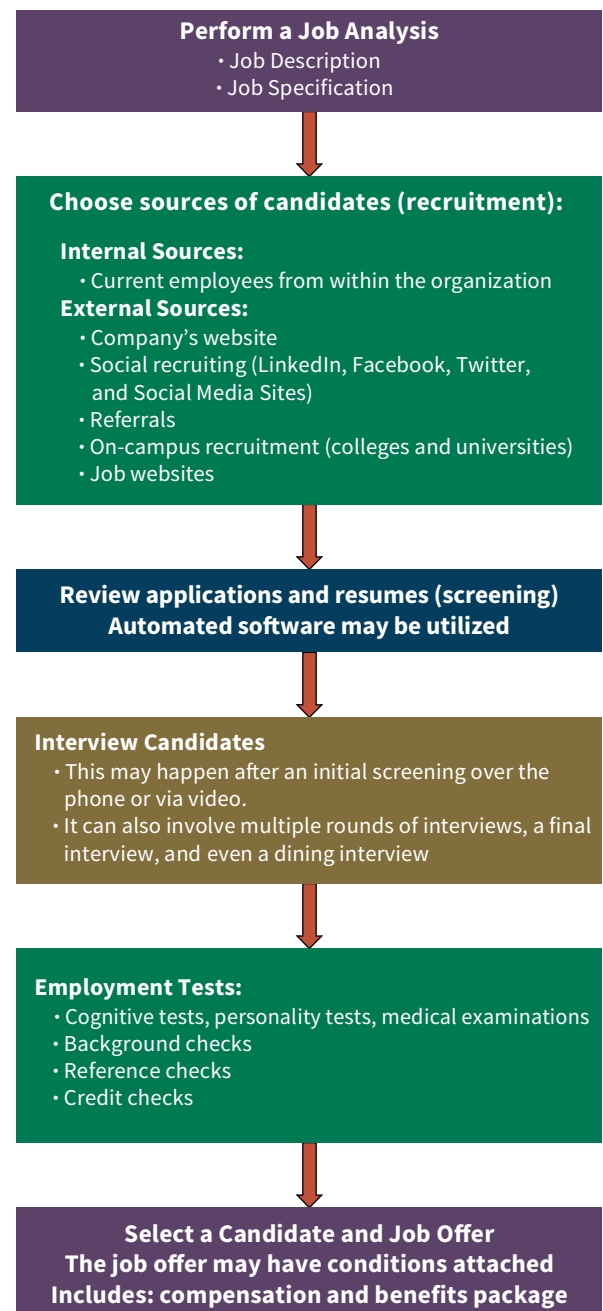 Perform a Job Analysis
• Job Description
• Job Specification
Choose sources of candidates (recruitment):
Internal Sources:
• Current employees from within the organization
External Sources:
• Company’s website
• Social recruiting (LinkedIn, Facebook, Twitter,
and Social Media Sites)
• Referrals
• On-campus recruitment (colleges and universities)
• Job websites
Review applications and resumes (screening)
Automated software may be utilized
Interview Candidates
• This may happen after an initial screening over the
phone or via video.
• It can also involve multiple rounds of interviews, a final
interview, and even a dining interview
Employment Tests:
• Cognitive tests, personality tests, medical examinations
• Background checks
• Reference checks
• Credit checks
Select a Candidate and Job Offer
The job offer may have conditions attached
Includes: compensation and benefits package